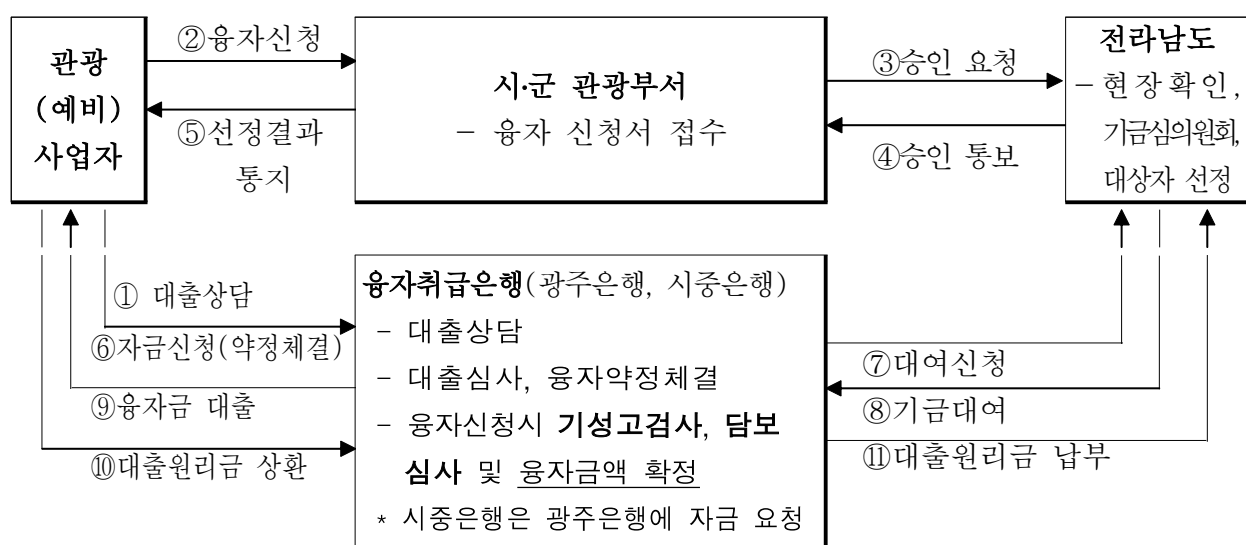 관광
(예비)
사업자
②융자신청
⑤선정결과
통지
시·군 관광부서
- 융자 신청서 접수
③승인 요청
④승인 통보
전라남도
- 현장확인,
기금심의위원회,
대상자 선정
① 대출상담
⑥자금신청(약정체결)
⑨융자금 대출
⑩대출원리금 상환
융자취급은행(광주은행, 시중은행)
- 대출상담
- 대출심사, 융자약정체결
- 융자신청시 기성고검사, 담보
심사 및 융자금액 확정
* 시중은행은 광주은행에 자금 요청
⑦대여신청
⑧기금대여
⑪대출원리금 납부